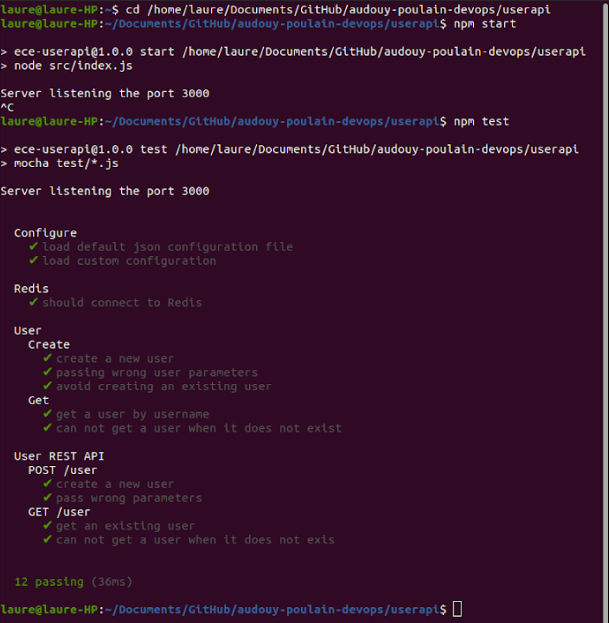 laure@laure-HP:~$ cd /home/laure/Documents/GitHub/audouy-poulain-devops/userapi
laure@laure-HP:~/Documents/GitHub/audouy-poulain-devops/userapi$ npm start
> ece-userapi@1.0.0 start /home/laure/Documents/GitHub/audouy-poulain-devops/userapi
> node src/index.js
Server listening the port 3000
^C
laure@laure-HP:~/Documents/GitHub/audouy-poulain-devops/userapi$ npm test
> ece-userapi@1.0.0 test /home/laure/Documents/GitHub/audouy-poulain-devops/userapi
> mocha test/*.js
Server listening the port 3000
Configure
✔ load default json configuration file
✔ load custom configuration
Redis
✔ should connect to Redis
User
Create
✔ create a new user
✔ passing wrong user parameters
✔ avoid creating an existing user
Get
✔ get a user by username
✔ can not get a user when it does not exist
User REST API
POST /user
✔ create a new user
✔ pass wrong parameters
GET /user
✔ get an existing user
✔ can not get a user when it does not exis
12 passing (36ms)
laure@laure-HP:~/Documents/GitHub/audouy-poulain-devops/userapi$